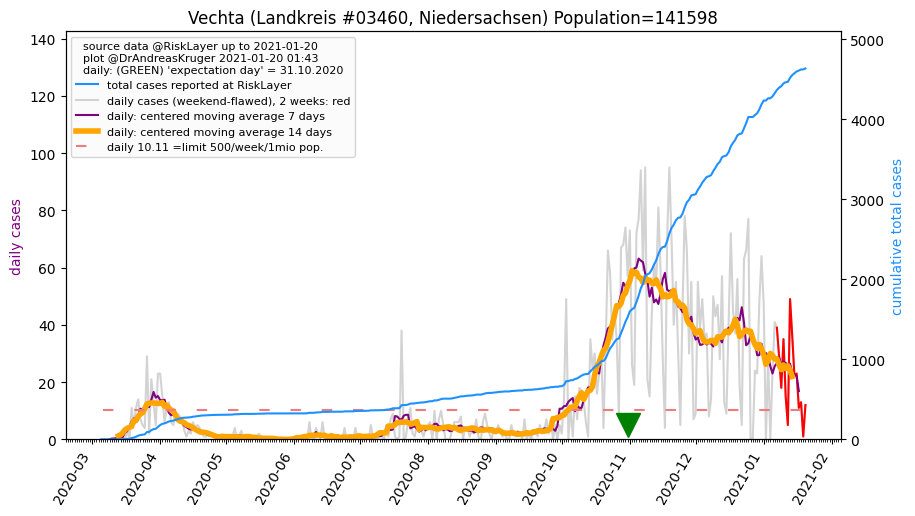 Vechta (Landkreis #03460, Niedersachsen) Population=141598
source data @RiskLayer up to 2021-01-20
plot @DrAndreasKruger 2021-01-20 01:43
daily: (GREEN) 'expectation day' = 31.10.2020
total cases reported at RiskLayer
daily cases (weekend-flawed), 2 weeks: red
daily: centered moving average 7 days
daily: centered moving average 14 days
daily 10.11 =limit 500/week/1mio pop.
daily cases
140
120
100
80
60
40
20
0
cumulative total cases
5000
4000
3000
2000
1000
0
2020-03
2020-04
2020-05
2020-06
2020-07
2020-08
2020-09
2020-10
2020-11
2020-12
2021-01
2021-02